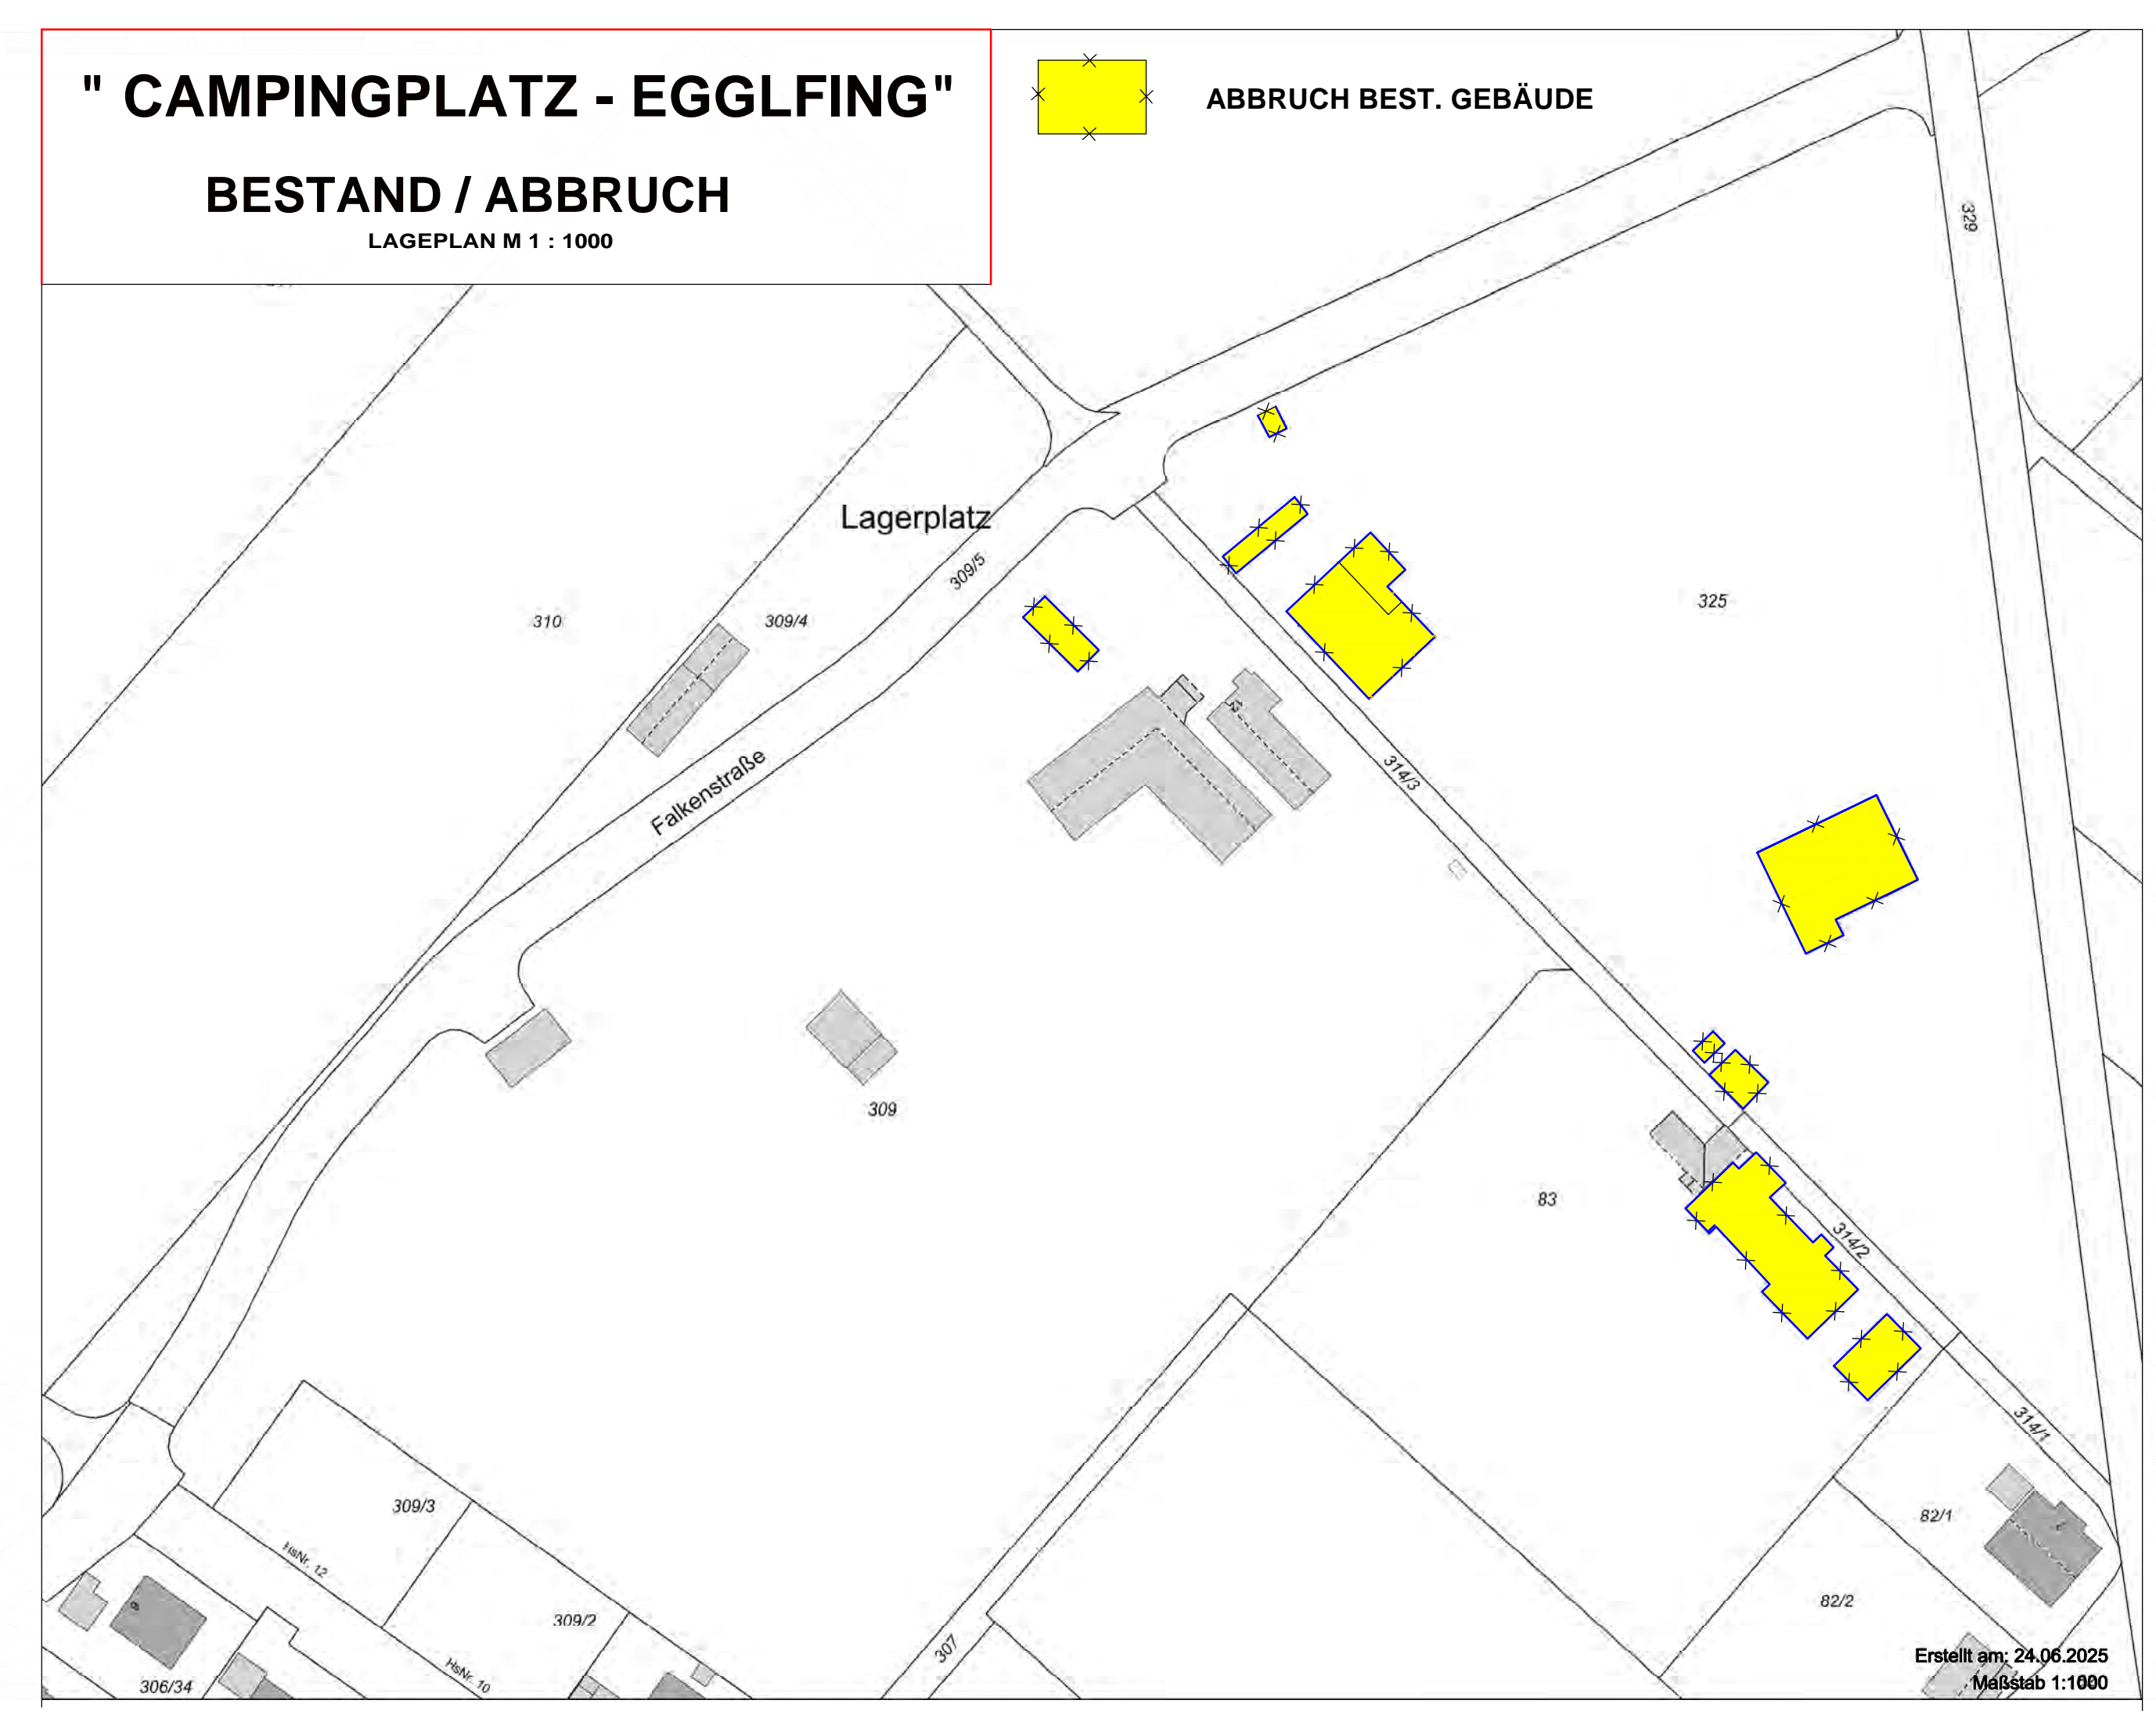 " CAMPINGPLATZ - EGGLFING"
BESTAND / ABBRUCH
LAGEPLAN M 1 : 1000
ABBRUCH BEST. GEBÄUDE
329
Lagerplatz
309/5
310
309/4
325
Falkenstraße
314/3
309
83
314/2
314/1
309/3
HsNr. 12
82/1
309/2
82/2
307
HsNr. 10
306/34
Erstellt am: 24.06.2025
Maßstab 1:1000